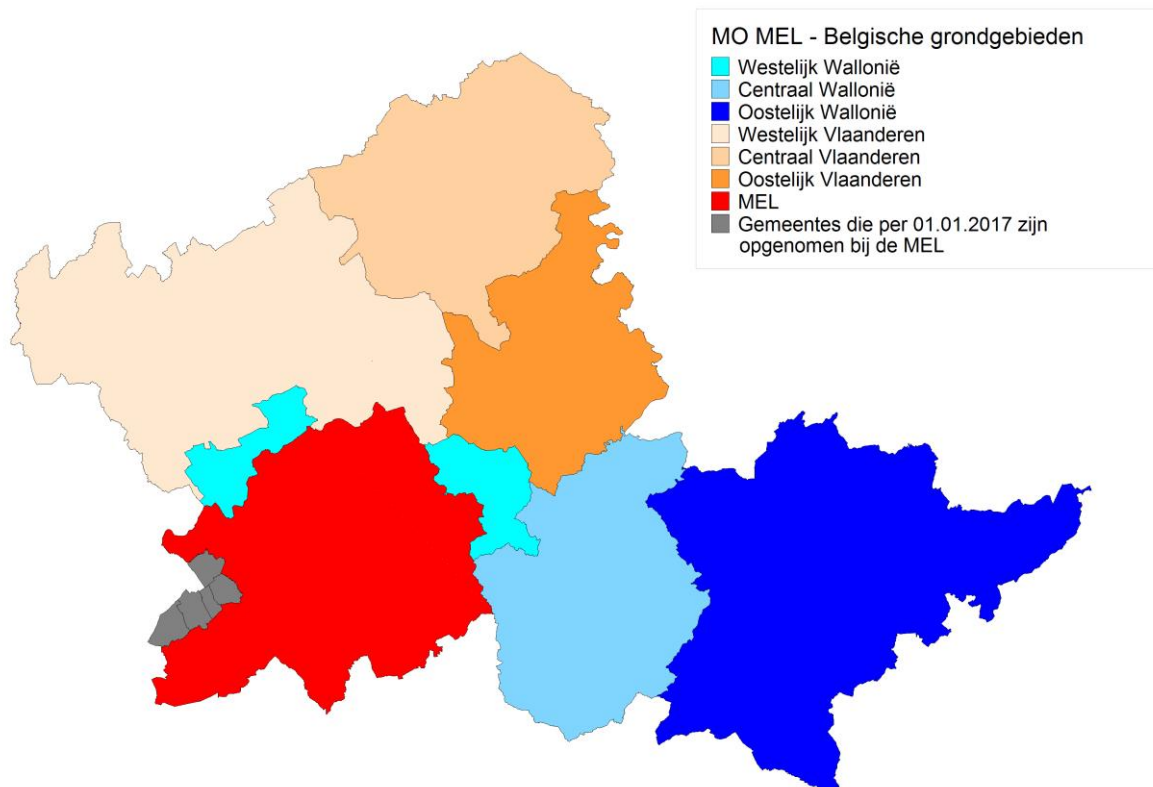 MO MEL - Belgische grondgebieden
Westelijk Wallonië
Centraal Wallonië
Oostelijk Wallonië
Westelijk Vlaanderen
Centraal Vlaanderen
Oostelijk Vlaanderen
MEL
Gemeentes die per 01.01.2017 zijn
opgenomen bij de MEL